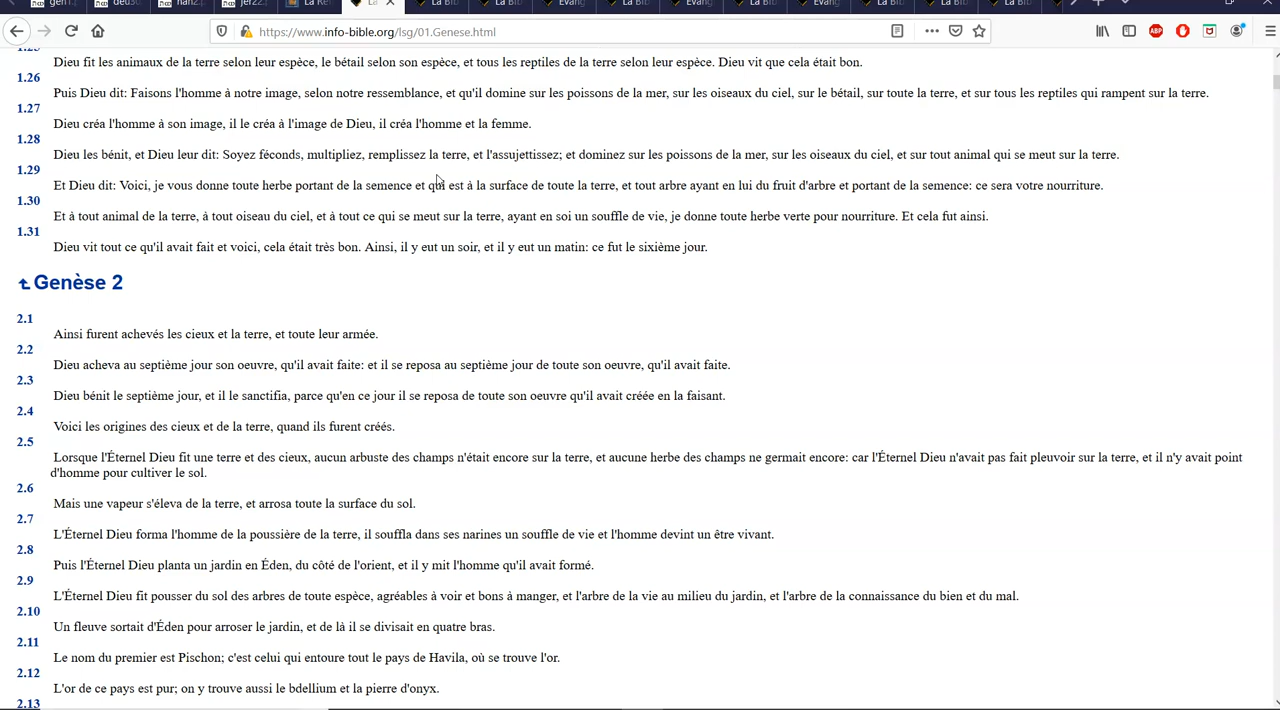 gen1.
deu30
nah2.
jer22.
La Ré
La Bib
La Bib
Évang
La Bib
Évang
La Bib
Évang
La Bib
La Bib
La Bib
https://www.info-bible.org/lsg/01.Genese.html
ABP
1.25
Dieu fit les animaux de la terre selon leur espèce, le bétail selon son espèce, et tous les reptiles de la terre selon leur espèce. Dieu vit que cela était bon.
1.26
Puis Dieu dit: Faisons l'homme à notre image, selon notre ressemblance, et qu'il domine sur les poissons de la mer, sur les oiseaux du ciel, sur le bétail, sur toute la terre, et sur tous les reptiles qui rampent sur la terre.
1.27
Dieu créa l'homme à son image, il le créa à l'image de Dieu, il créa l'homme et la femme.
1.28
Dieu les bénit, et Dieu leur dit: Soyez féconds, multipliez, remplissez la terre, et l'assujettissez; et dominez sur les poissons de la mer, sur les oiseaux du ciel, et sur tout animal qui se meut sur la terre.
1.29
Et Dieu dit: Voici, je vous donne toute herbe portant de la semence et qui est à la surface de toute la terre, et tout arbre ayant en lui du fruit d'arbre et portant de la semence: ce sera votre nourriture.
1.30
Et à tout animal de la terre, à tout oiseau du ciel, et à tout ce qui se meut sur la terre, ayant en soi un souffle de vie, je donne toute herbe verte pour nourriture. Et cela fut ainsi.
1.31
Dieu vit tout ce qu'il avait fait et voici, cela était très bon. Ainsi, il y eut un soir, et il y eut un matin: ce fut le sixième jour.
Genèse 2
2.1
Ainsi furent achevés les cieux et la terre, et toute leur armée.
2.2
Dieu acheva au septième jour son oeuvre, qu'il avait faite: et il se reposa au septième jour de toute son oeuvre, qu'il avait faite.
2.3
Dieu bénit le septième jour, et il le sanctifia, parce qu'en ce jour il se reposa de toute son oeuvre qu'il avait créée en la faisant.
2.4
Voici les origines des cieux et de la terre, quand ils furent créés.
2.5
Lorsque l'Éternel Dieu fit une terre et des cieux, aucun arbuste des champs n'était encore sur la terre, et aucune herbe des champs ne germait encore: car l'Éternel Dieu n'avait pas fait pleuvoir sur la terre, et il n'y avait point
d'homme pour cultiver le sol.
2.6
Mais une vapeur s'éleva de la terre, et arrosa toute la surface du sol.
2.7
L'Éternel Dieu forma l'homme de la poussière de la terre, il souffla dans ses narines un souffle de vie et l'homme devint un être vivant.
2.8
Puis l'Éternel Dieu planta un jardin en Éden, du côté de l'orient, et il y mit l'homme qu'il avait formé.
2.9
L'Éternel Dieu fit pousser du sol des arbres de toute espèce, agréables à voir et bons à manger, et l'arbre de la vie au milieu du jardin, et l'arbre de la connaissance du bien et du mal.
2.10
Un fleuve sortait d'Éden pour arroser le jardin, et de là il se divisait en quatre bras.
2.11
Le nom du premier est Pischon; c'est celui qui entoure tout le pays de Havila, où se trouve l'or.
2.12
L'or de ce pays est pur; on y trouve aussi le bdellium et la pierre d'onyx.
2.13